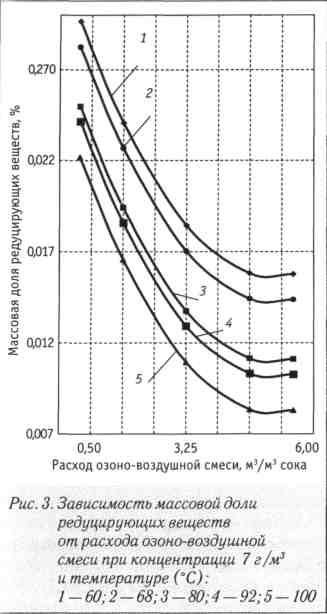 Массовая доля редуцирующих веществ, %
0,270
0,022
0,017
0,012
0,007
1
2
3
4
5
0,50 3,25 6,00
Расход озоно-воздушной смеси, м³/м³ сока
Рис. 3. Зависимость массовой доли
редуцирующих веществ
от расхода озоно-воздушной
смеси при концентрации 7 г/м³
и температуре (°С):
1 — 60; 2 — 68; 3 — 80; 4 — 92; 5 — 100